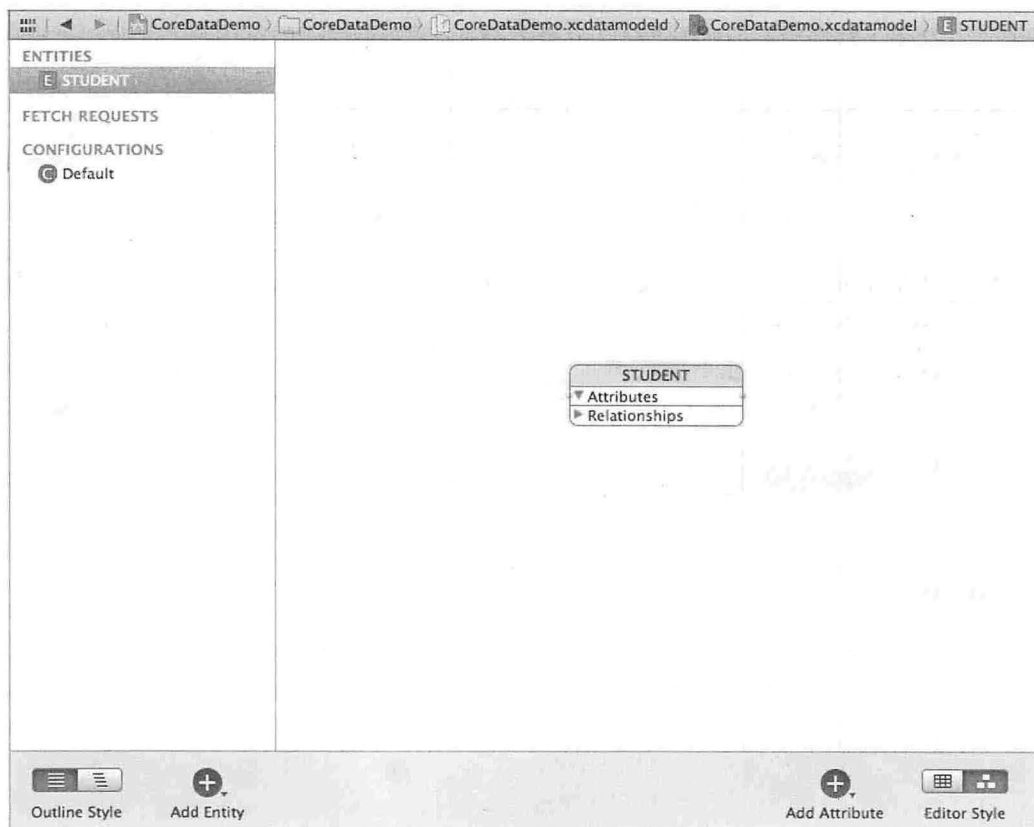 CoreDataDemo CoreDataDemo CoreDataDemo.xcdatamodeld CoreDataDemo.xcdatamodel E STUDENT
ENTITIES
E STUDENT
FETCH REQUESTS
CONFIGURATIONS
C Default
STUDENT
Attributes
Relationships
Outline Style
Add Entity
Add Attribute
Editor Style